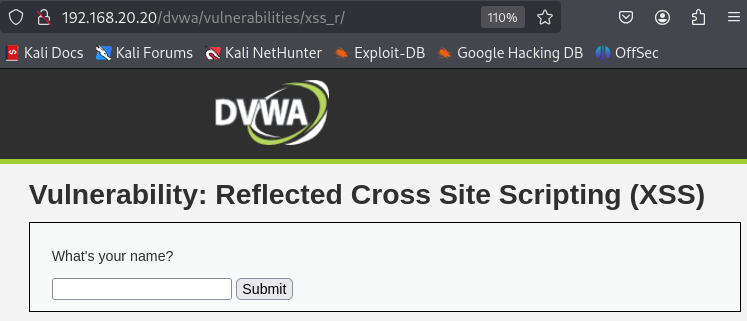 192.168.20.20/dvwa/vulnerabilities/xss_r/ 110%
Kali Docs Kali Forums Kali NetHunter Exploit-DB Google Hacking DB OffSec
DVWA
Vulnerability: Reflected Cross Site Scripting (XSS)
What's your name?
Submit